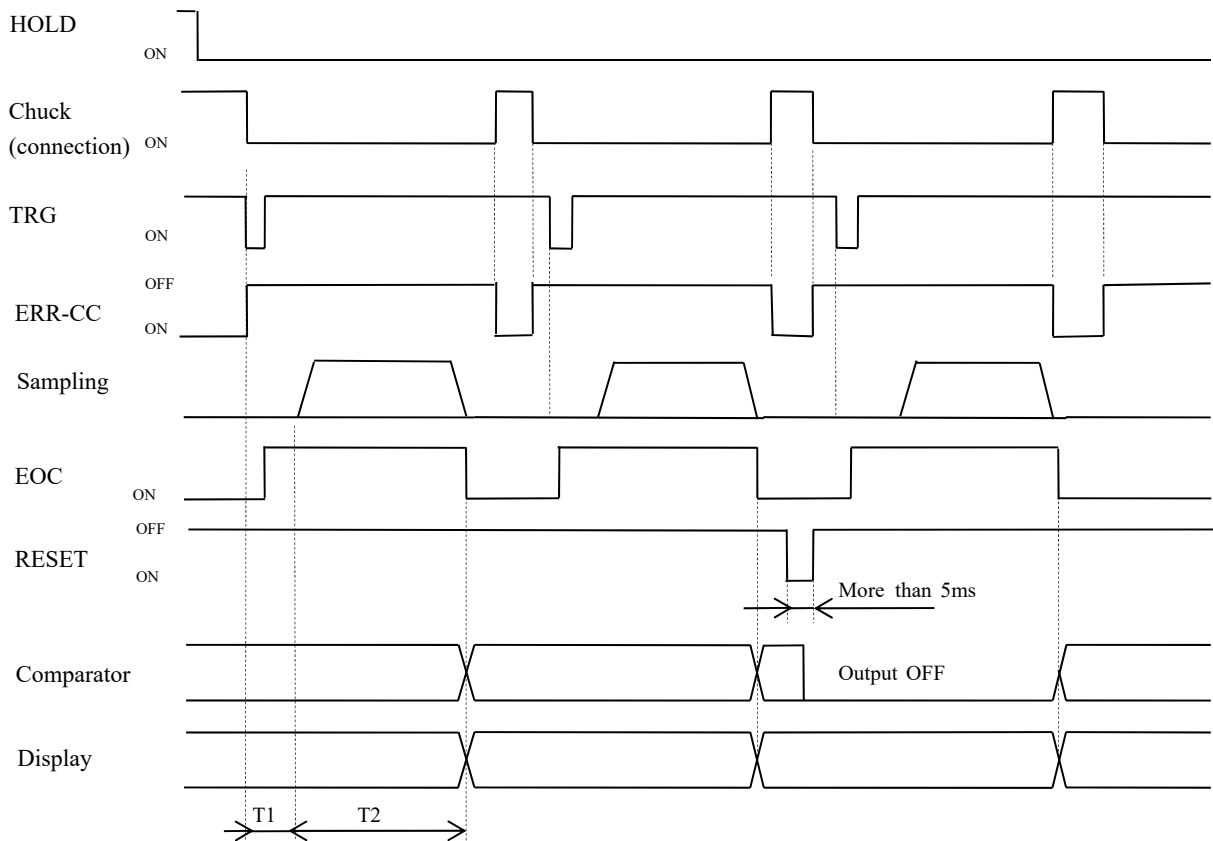 HOLD
ON
Chuck
(connection) ON
TRG
ON
OFF
ERR-CC
ON
Sampling
EOC
ON
OFF
RESET
ON
More than 5ms
Comparator
Output OFF
Display
T1 T2